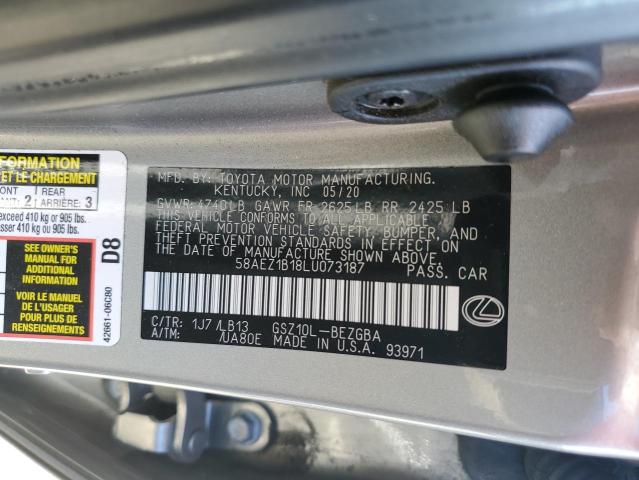 FORMATION
ET LE CHARGEMENT
ONT
ANT: 2
REAR
ARRIÈRE 3
exceed 410 kg or 905 lbs.
asser 410 kg ou 905 lbs.
SEE OWNER'S
MANUAL FOR
ADDITIONAL
INFORMATION
VOIR LE MANUEL
DE L'USAGER
POUR PLUS DE
RENSEIGNEMENTS
D8
42661-06C80
MFD. BY: TOYOTA MOTOR MANUFACTURING,
KENTUCKY, INC 05/20
GVWR 4740LB GAWR FR 2625LB RR 2425 LB
THIS VEHICLE CONFORMS TO ALL APPLICABLE
FEDERAL MOTOR VEHICLE SAFETY, BUMPER, AND
THEFT PREVENTION STANDARDS IN EFFECT ON
THE DATE OF MANUFACTURE SHOWN ABOVE.
58AEZ1B18LU073187 PASS. CAR
C/TR: 1J7 /LB13 GSZ10L-BEZGBA
A/TM: /UA80E MADE IN U.S.A. 93971